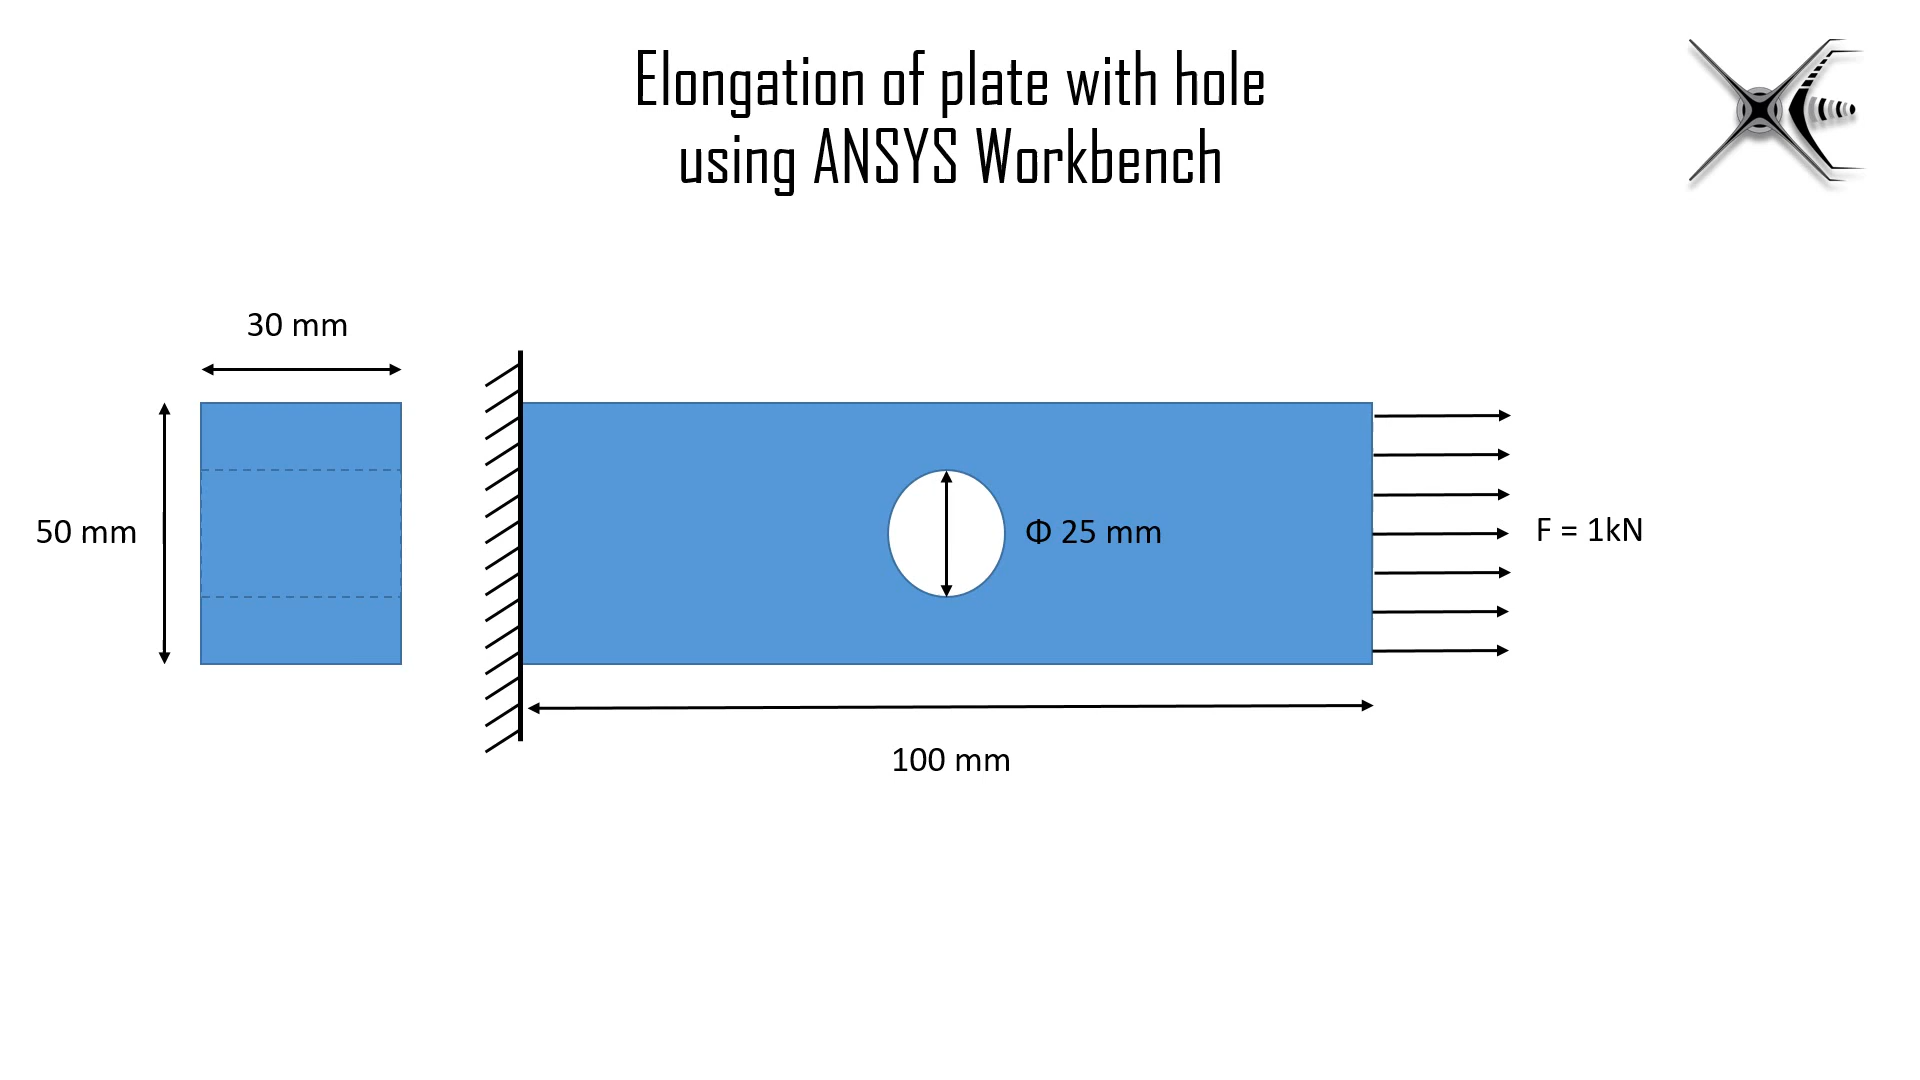 Elongation of plate with hole
using ANSYS Workbench
30 mm
50 mm
Φ 25 mm
F = 1kN
100 mm